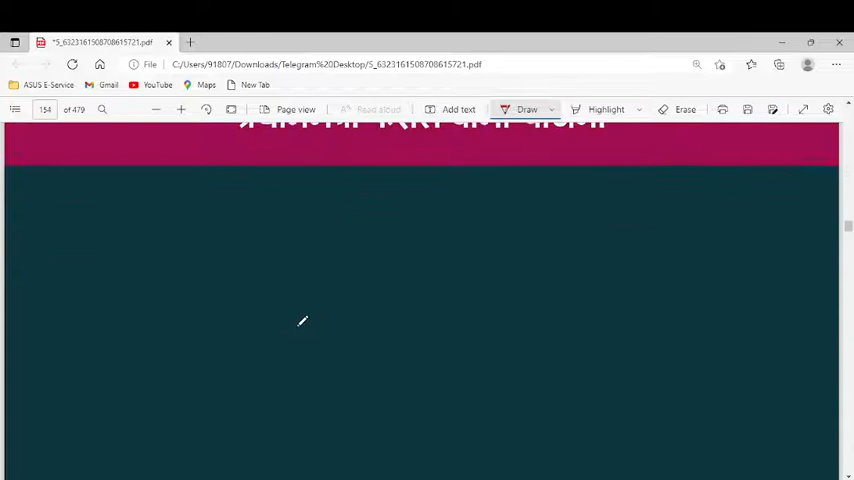 *5_6323161508708615721.pdf
File C:/Users/91807/Downloads/Telegram%20Desktop/5_6323161508708615721.pdf
ASUS E-Service Gmail YouTube Maps New Tab
154 of 479 Page view Read aloud Add text Draw Highlight Erase